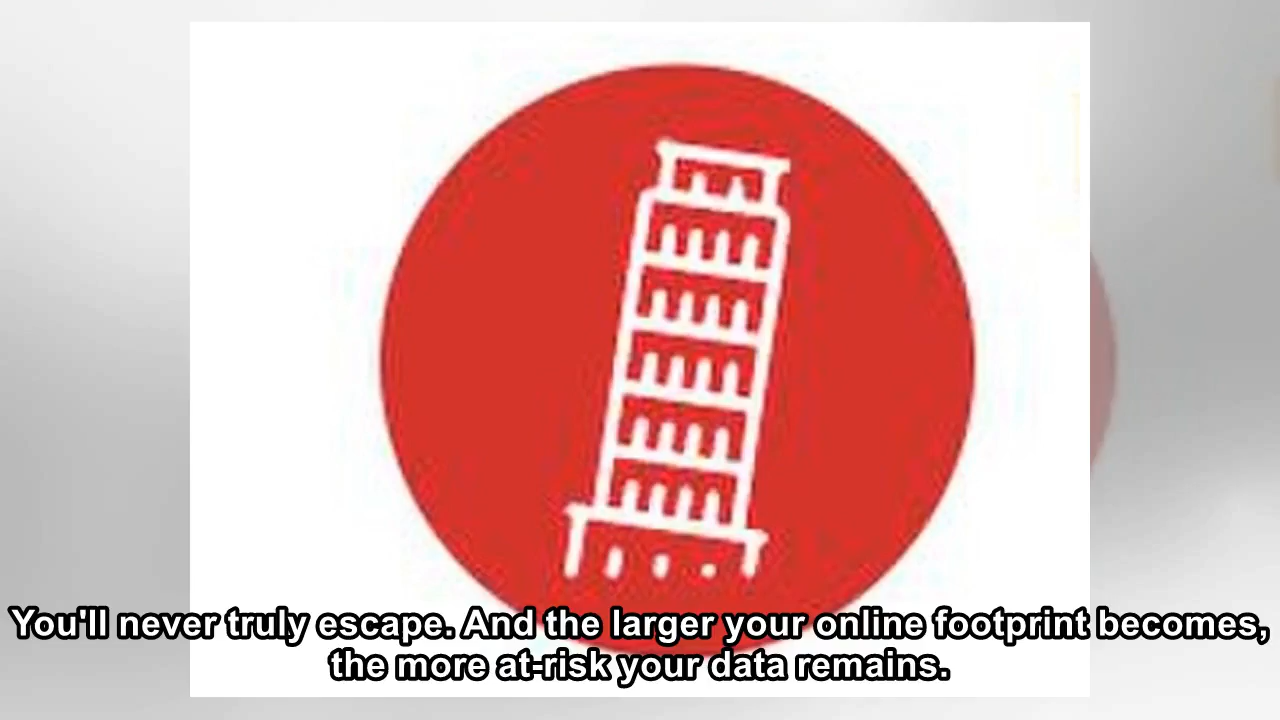 You'll never truly escape. And the larger your online footprint becomes,
the more at-risk your data remains.